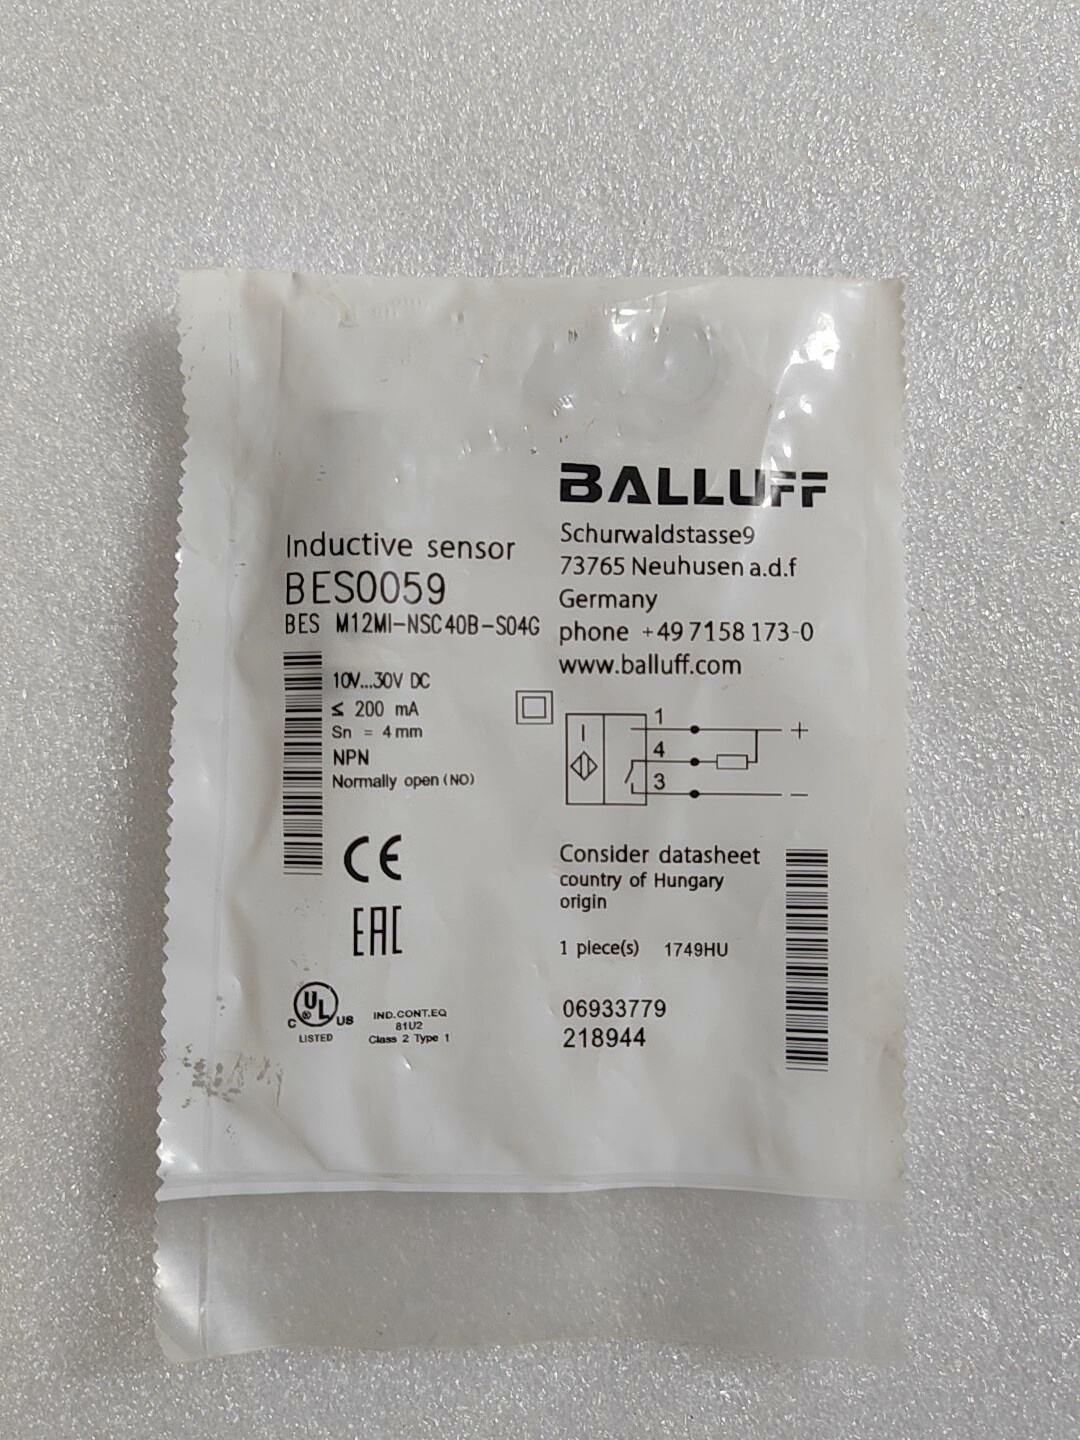 BALLUFF
Schurwaldstasse9
73765 Neuhusen a.d.f
Germany
phone +49 7158 173-0
www.balluff.com
Inductive sensor
BES0059
BES M12MI-NSC40B-S04G
10V...30V DC
≤ 200 mA
Sn = 4mm
NPN
Normally open (NO)
1
+
4
3
−
CE
EAC
C UL ® US
LISTED
IND.CONT.EQ
81U2
Class 2 Type 1
Consider datasheet
country of Hungary
origin
1 piece(s) 1749HU
06933779
218944